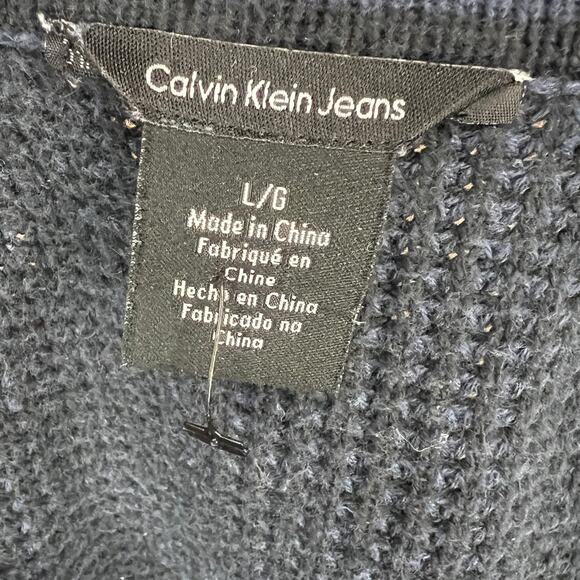 Calvin Klein Jeans
L/G
Made in China
Fabriqué en
Chine
Hecho en China
Fabricado na
China